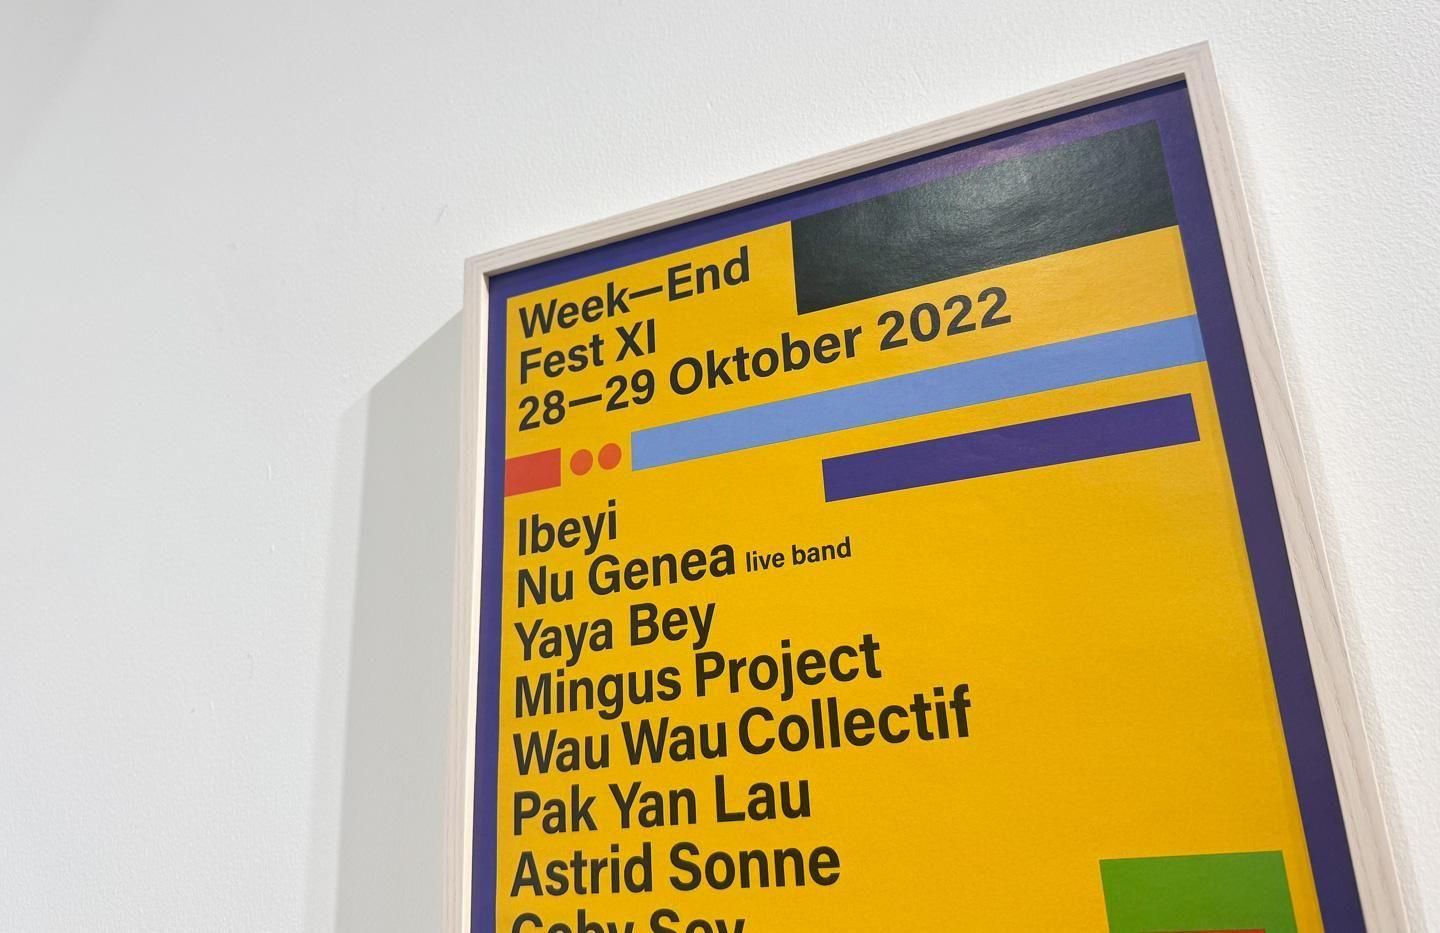 Week—End
Fest XI
28—29 Oktober 2022
Ibeyi
Nu Genea live band
Yaya Bey
Mingus Project
Wau Wau Collectif
Pak Yan Lau
Astrid Sonne